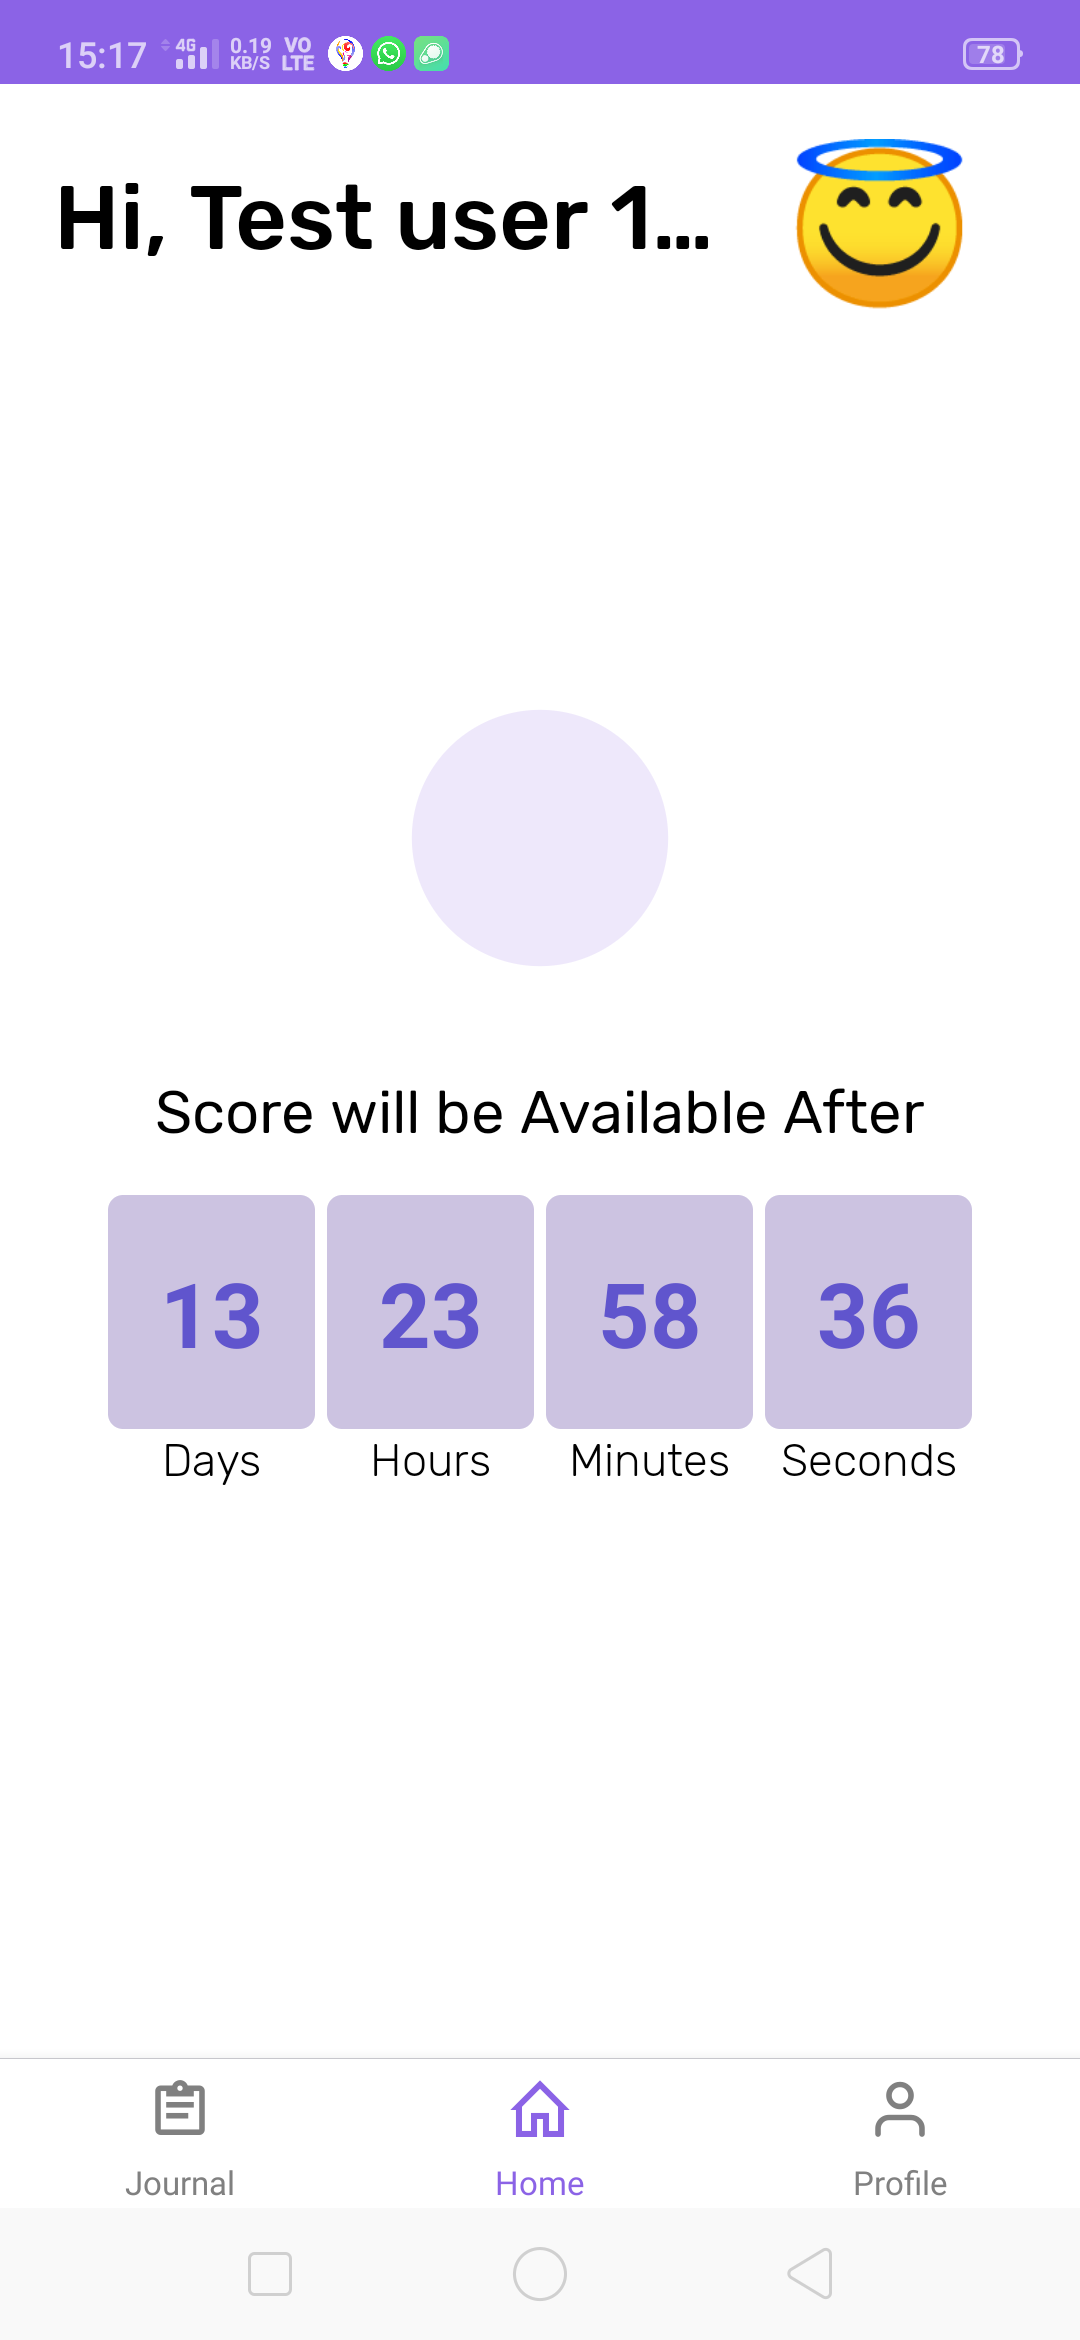 15:17 4G 0.19 KB/S VO LTE 78
Hi, Test user 1...
Score will be Available After
13 23 58 36
Days Hours Minutes Seconds
Journal Home Profile